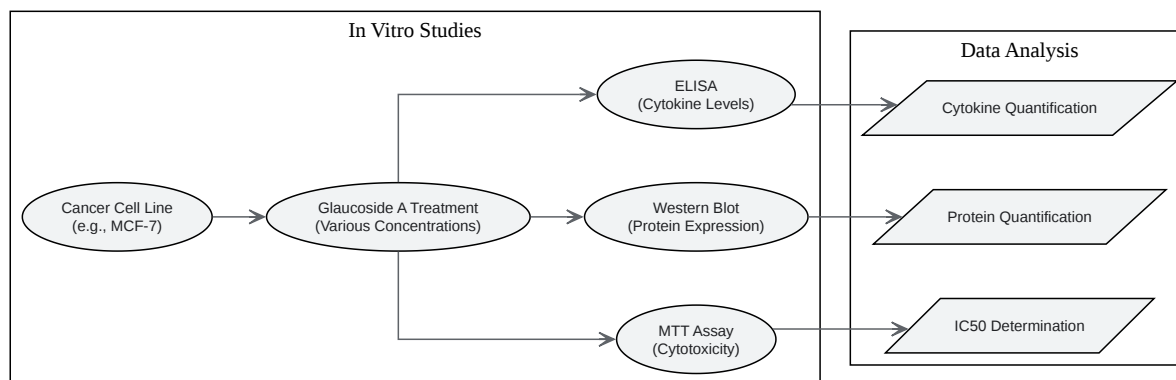 In Vitro Studies
Data Analysis
ELISA
(Cytokine Levels)
Cytokine Quantification
Cancer Cell Line
(e.g., MCF-7)
Glaucoside A Treatment
(Various Concentrations)
Western Blot
(Protein Expression)
Protein Quantification
MTT Assay
(Cytotoxicity)
IC50 Determination